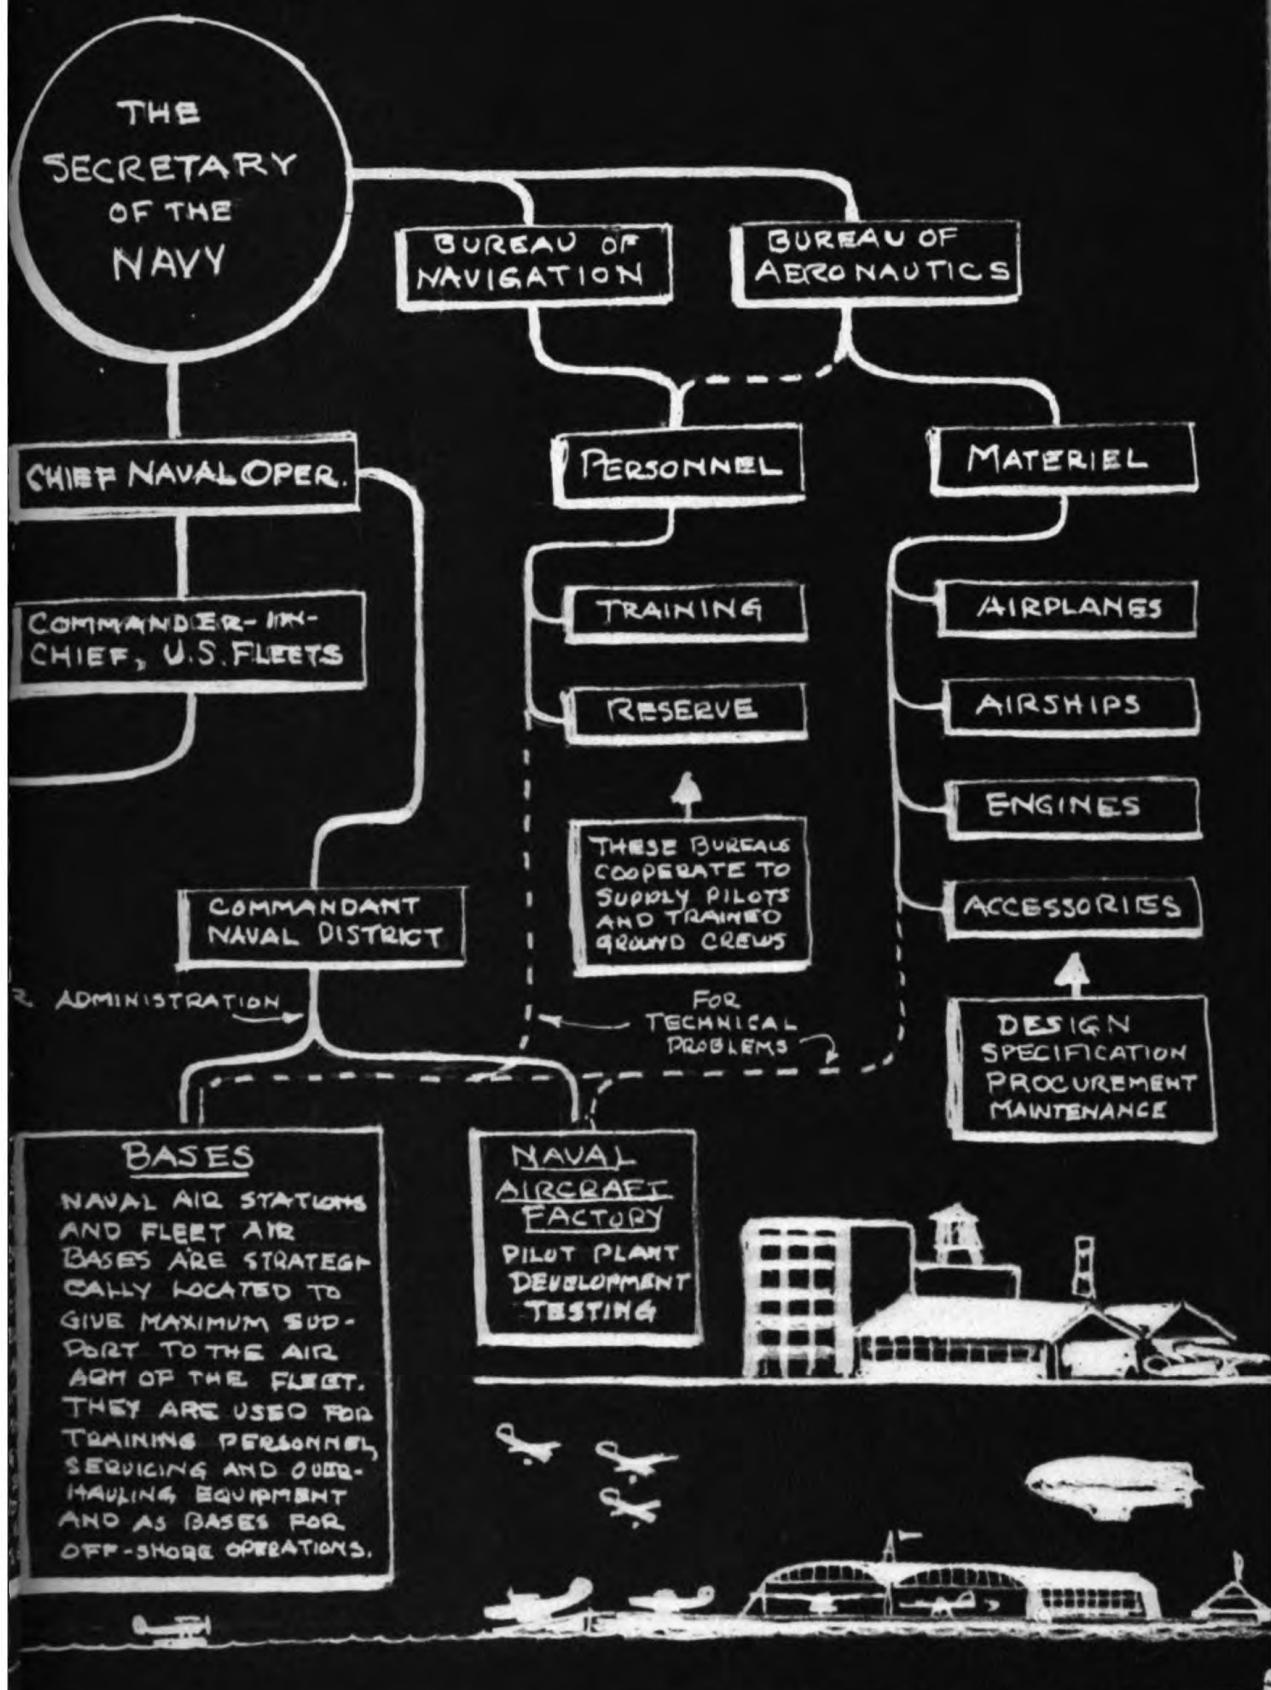 THE
SECRETARY
OF THE
NAVY
BUREAU OF
NAVIGATION
BUREAU OF
AERONAUTICS
CHIEF NAVAL OPER.
PERSONNEL
MATERIEL
COMMANDER-IN-
CHIEF, U.S. FLEETS
TRAINING
RESERVE
AIRPLANES
AIRSHIPS
ENGINES
ACCESSORIES
THESE BUREAUS
COOPERATE TO
SUPPLY PILOTS
AND TRAINED
GROUND CREWS
COMMANDANT
NAVAL DISTRICT
R ADMINISTRATION
FOR
TECHNICAL
PROBLEMS
DESIGN
SPECIFICATION
PROCUREMENT
MAINTENANCE
BASES
NAVAL AIR STATIONS
AND FLEET AIR
BASES ARE STRATEGI-
CALLY LOCATED TO
GIVE MAXIMUM SUP-
PORT TO THE AIR
ARM OF THE FLEET.
THEY ARE USED FOR
TRAINING PERSONNEL,
SERVICING AND OVER-
HAULING EQUIPMENT
AND AS BASES FOR
OFF-SHORE OPERATIONS.
NAVAL
AIRCRAFT
FACTORY
PILOT PLANT
DEVELOPMENT
TESTING